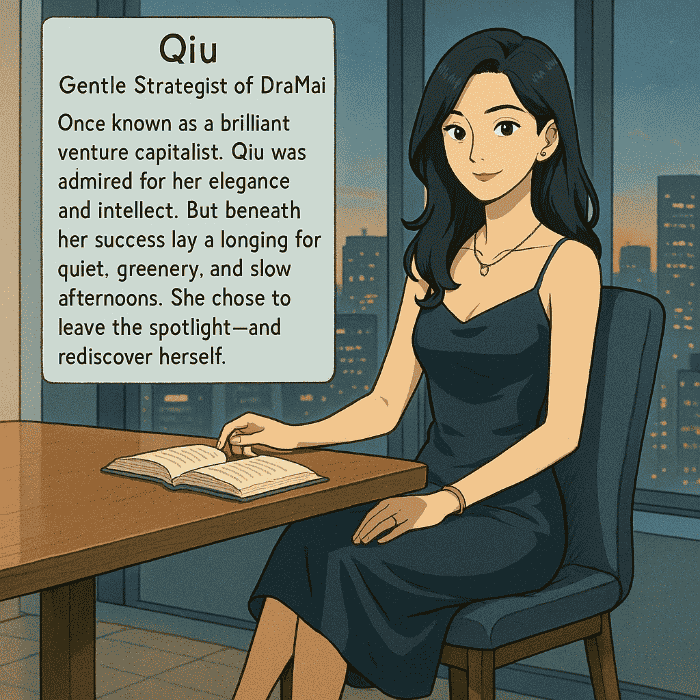 Qiu
Gentle Strategist of DraMai
Once known as a brilliant
venture capitalist. Qiu was
admired for her elegance
and intellect. But beneath
her success lay a longing for
quiet, greenery, and slow
afternoons. She chose to
leave the spotlight—and
rediscover herself.